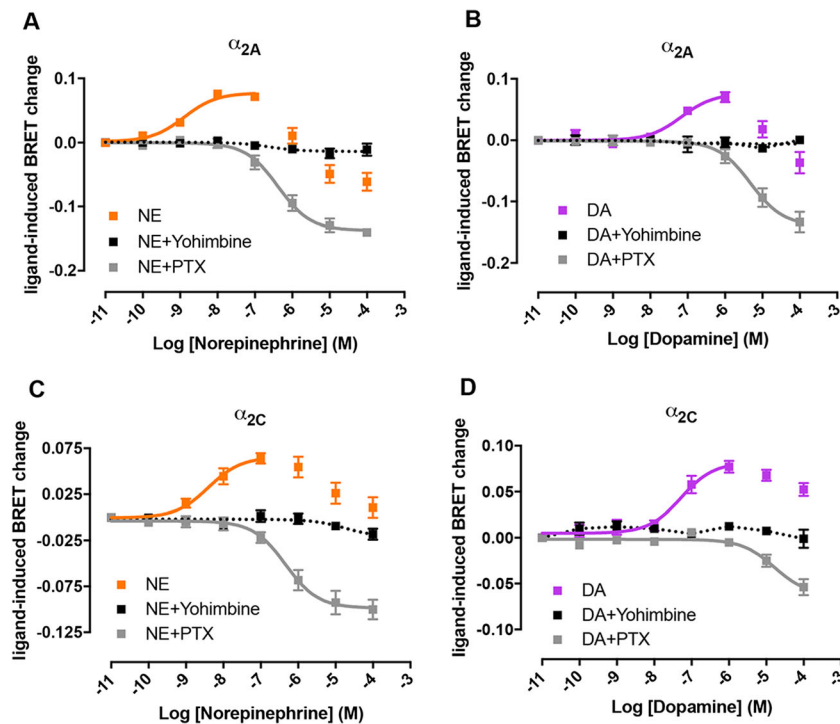 A
α2A
ligand-induced BRET change
0.1
0.0
-0.1
-0.2
NE
NE+Yohimbine
NE+PTX
-11 -10 -9 -8 -7 -6 -5 -4 -3
Log [Norepinephrine] (M)
B
α2A
ligand-induced BRET change
0.1
0.0
-0.1
-0.2
DA
DA+Yohimbine
DA+PTX
-11 -10 -9 -8 -7 -6 -5 -4 -3
Log [Dopamine] (M)
C
α2C
ligand-induced BRET change
0.075
0.025
-0.025
-0.075
-0.125
NE
NE+Yohimbine
NE+PTX
-11 -10 -9 -8 -7 -6 -5 -4 -3
Log [Norepinephrine] (M)
D
α2C
ligand-induced BRET change
0.10
0.05
0.00
-0.05
-0.10
DA
DA+Yohimbine
DA+PTX
-11 -10 -9 -8 -7 -6 -5 -4 -3
Log [Dopamine] (M)